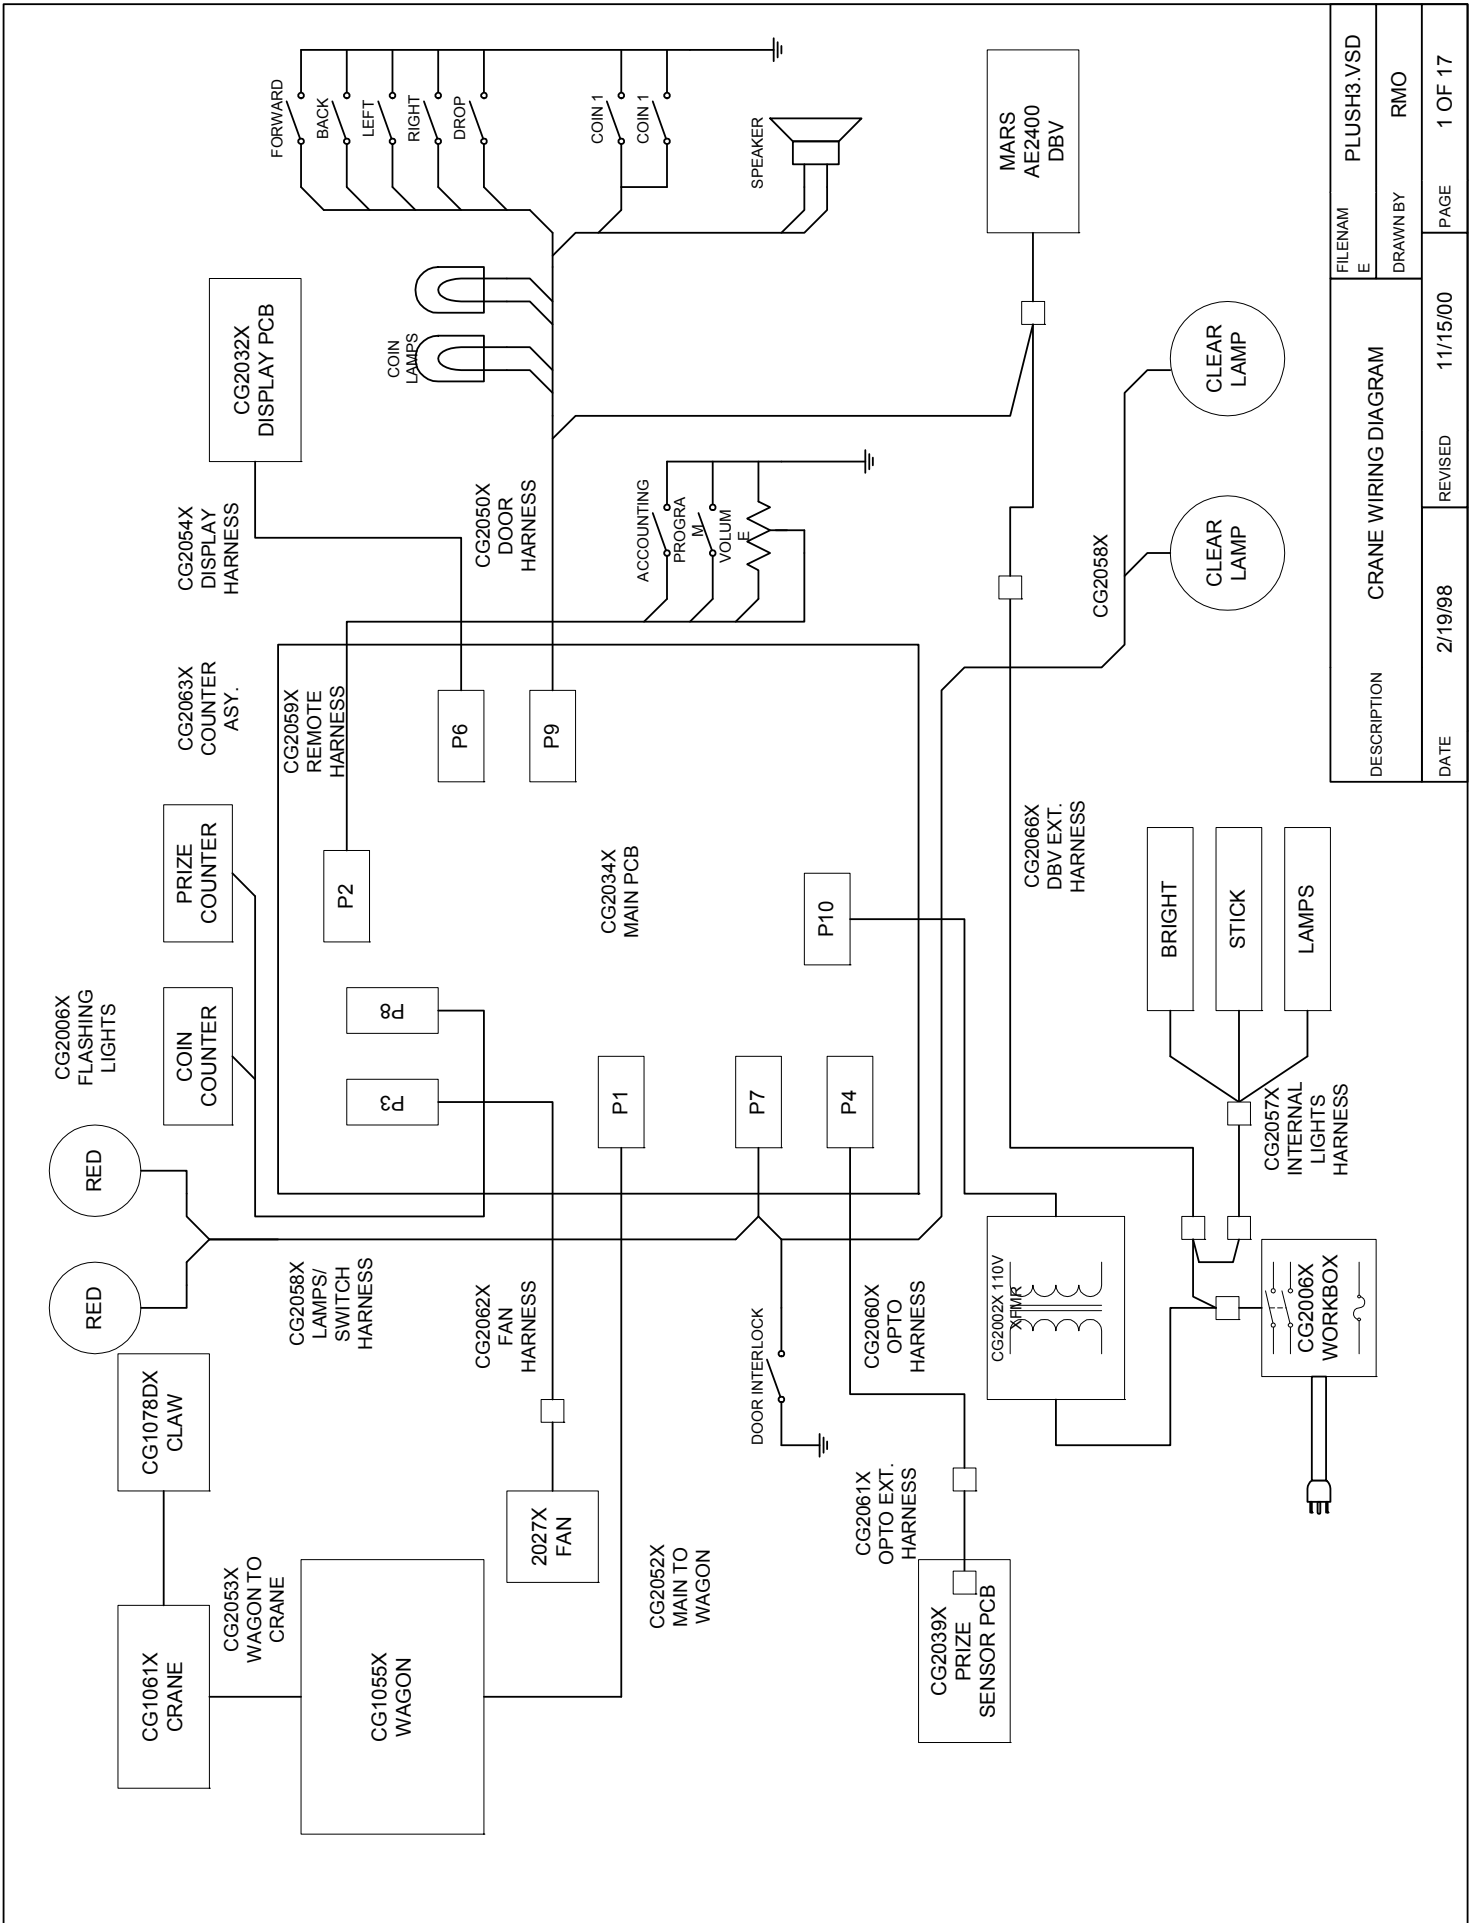 RED
RED
CG2006X
FLASHING
LIGHTS
CG1078DX
CLAW
CG1061X
CRANE
CG2053X
WAGON TO
CRANE
CG1055X
WAGON
CG2058X
LAMPS/
SWITCH
HARNESS
COIN
COUNTER
PRIZE
COUNTER
CG2063X
COUNTER
ASY.
CG2054X
DISPLAY
HARNESS
CG2032X
DISPLAY PCB
FORWARD
BACK
LEFT
RIGHT
DROP
COIN 1
COIN 1
SPEAKER
COIN
LAMPS
CG2059X
REMOTE
HARNESS
P3
P8
P2
P6
P9
CG2050X
DOOR
HARNESS
CG2062X
FAN
HARNESS
2027X
FAN
CG2052X
MAIN TO
WAGON
P1
CG2034X
MAIN PCB
ACCOUNTING
PROGRA
M
VOLUM
E
P7
P4
P10
DOOR INTERLOCK
CG2060X
OPTO
HARNESS
CG2061X
OPTO EXT.
HARNESS
CG2039X
PRIZE
SENSOR PCB
CG2002X 110V
XFMR
CG2066X
DBV EXT.
HARNESS
MARS
AE2400
DBV
CG2058X
CLEAR
LAMP
CLEAR
LAMP
BRIGHT
STICK
LAMPS
CG2057X
INTERNAL
LIGHTS
HARNESS
CG2006X
WORKBOX
DESCRIPTION
CRANE WIRING DIAGRAM
FILENAM
E
PLUSH3.VSD
DRAWN BY
RMO
DATE
2/19/98
REVISED
11/15/00
PAGE
1 OF 17